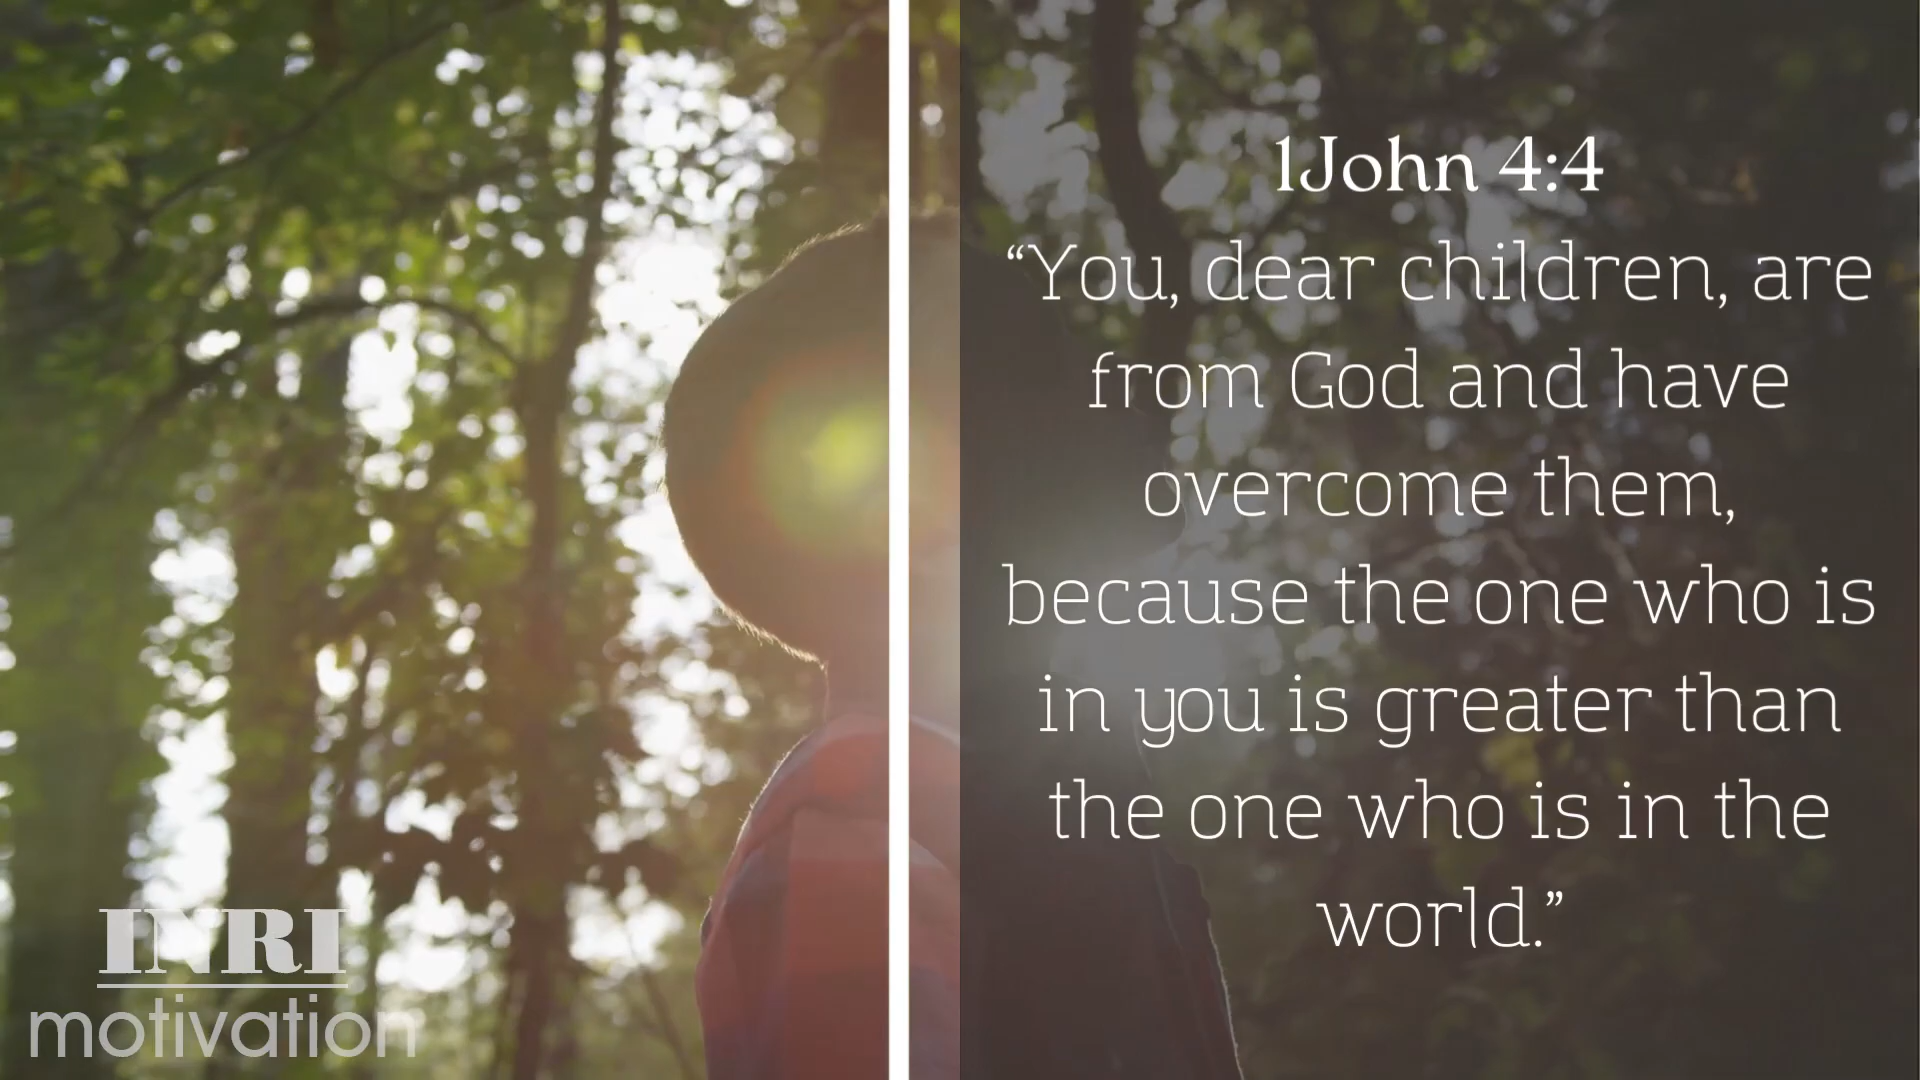 1John 4:4
“You, dear children, are
from God and have
overcome them,
because the one who is
in you is greater than
the one who is in the
world.”
INRI
motivation